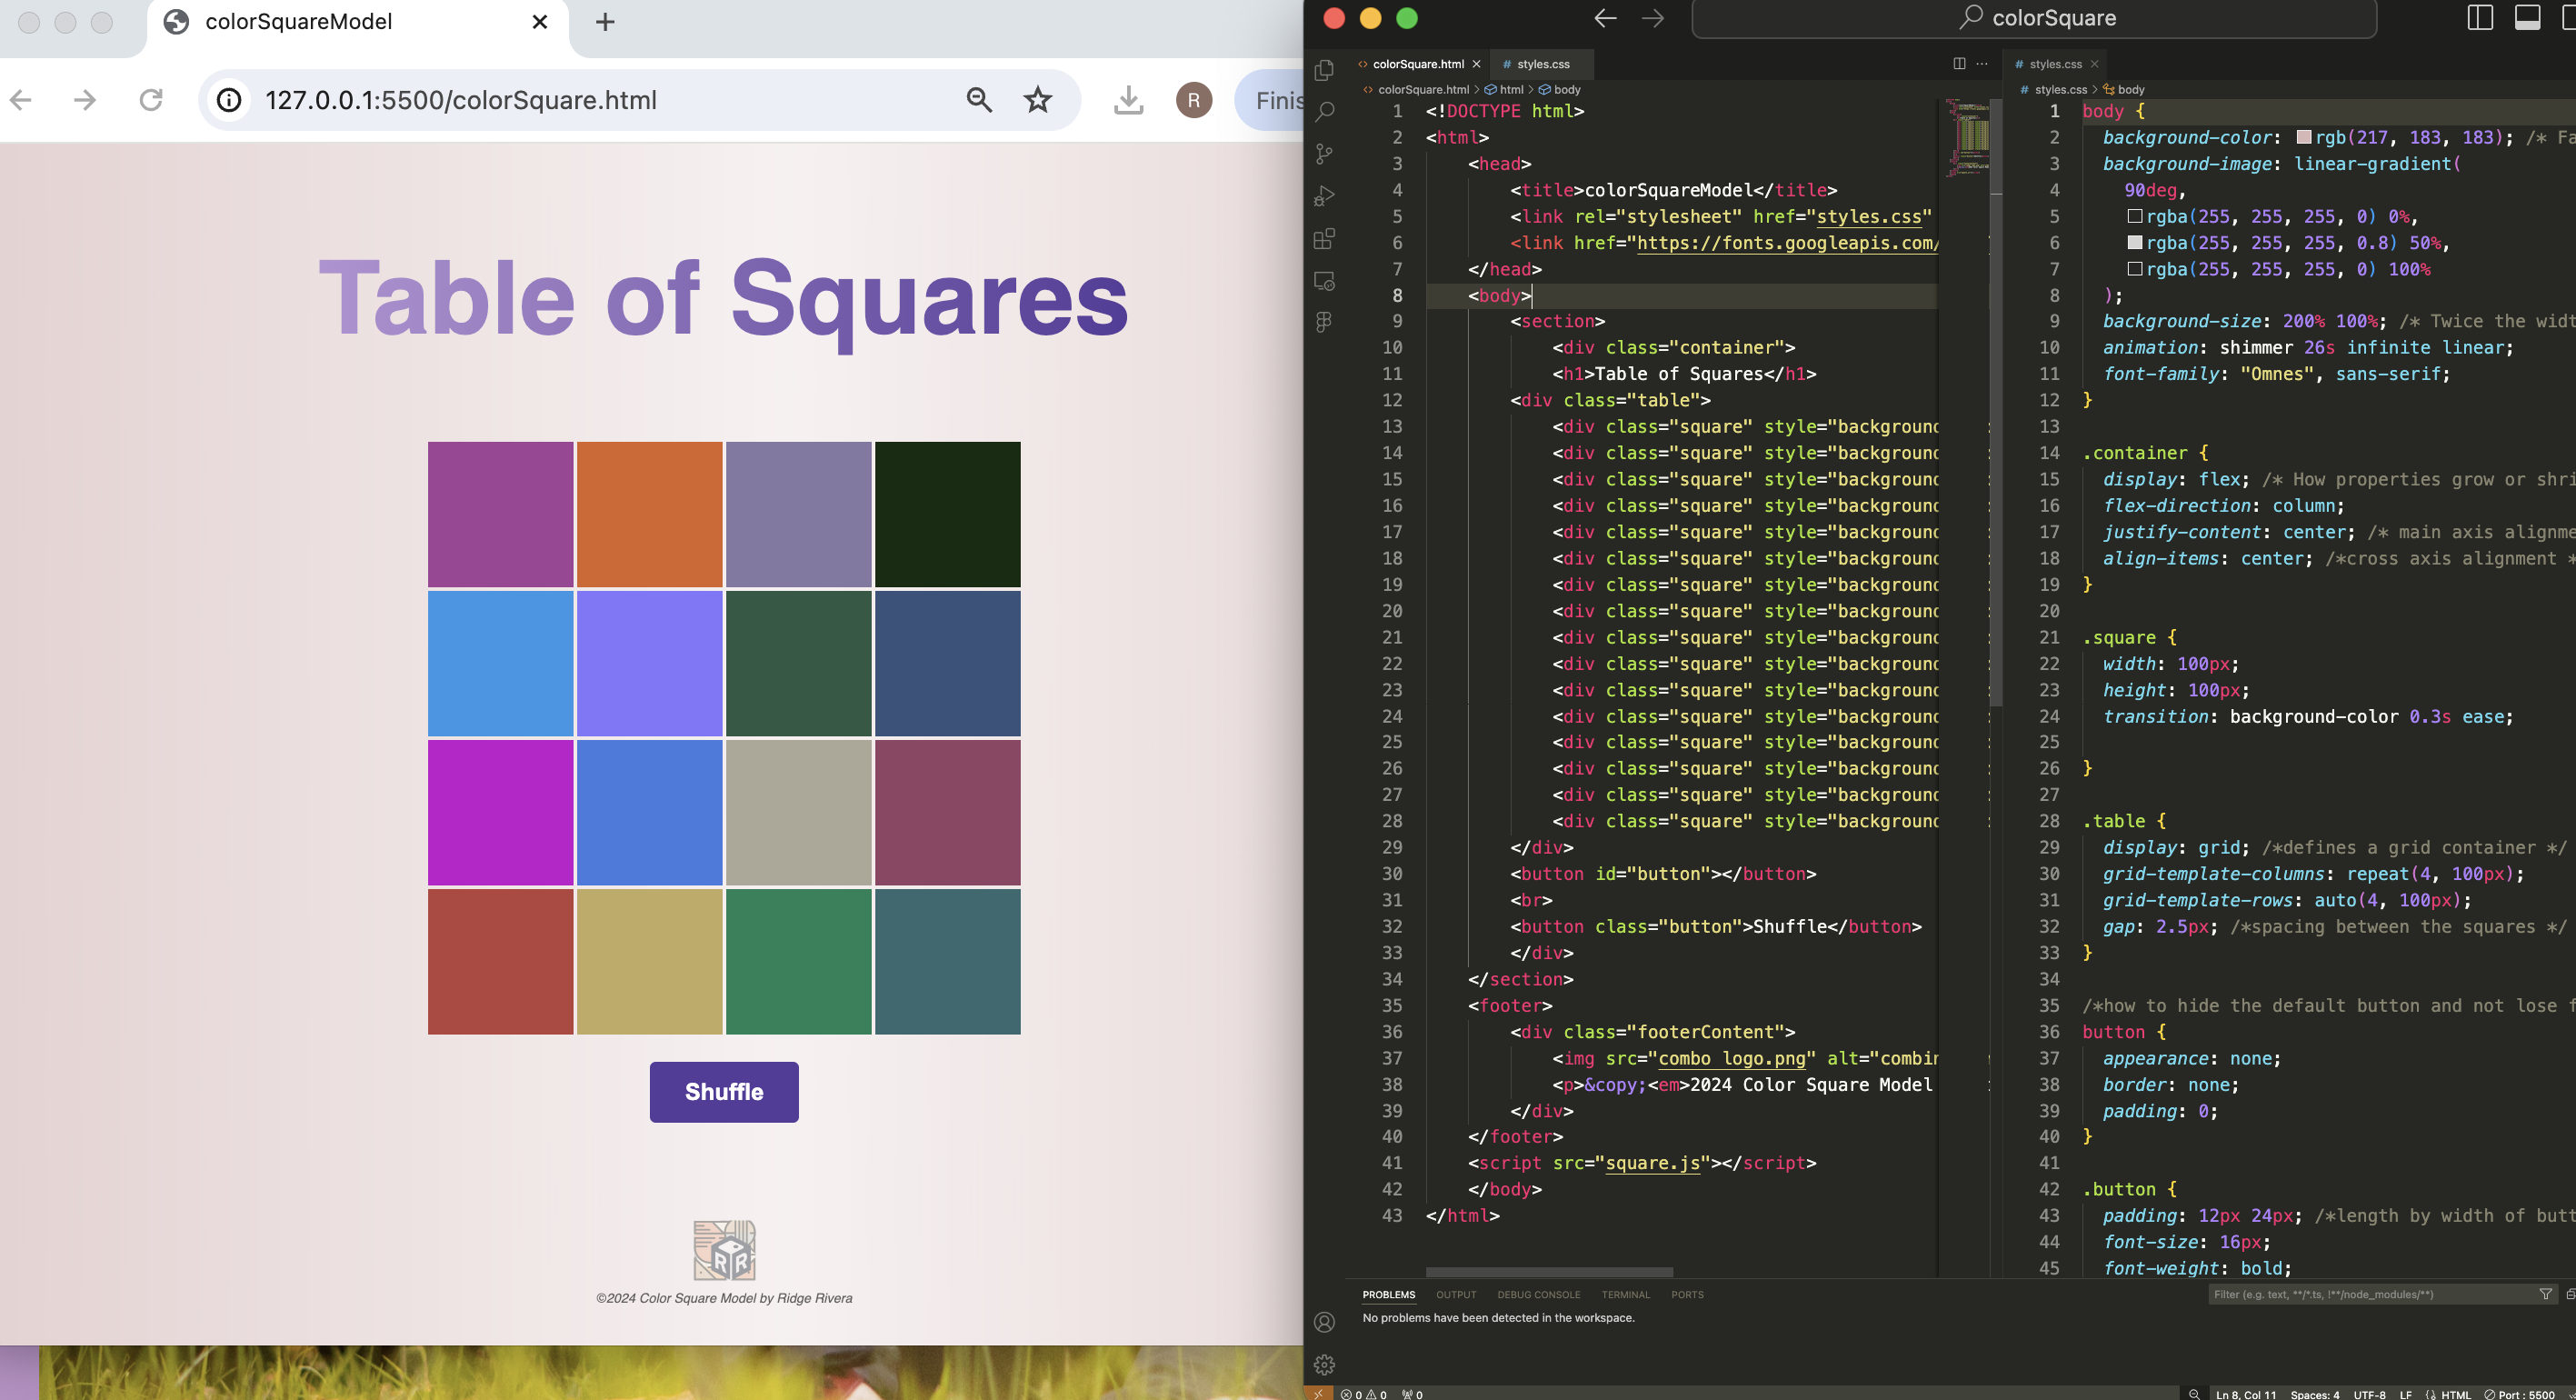 colorSquareModel
127.0.0.1:5500/colorSquare.html
R
Finis
Table of Squares
Shuffle
RR
©2024 Color Square Model by Ridge Rivera
colorSquare
colorSquare.html
# styles.css
colorSquare.html > html > body
1 <!DOCTYPE html>
2 <html>
3 <head>
4 <title>colorSquareModel</title>
5 <link rel="stylesheet" href="styles.css"
6 <link href="https://fonts.googleapis.com/
7 </head>
8 <body>
9 <section>
10 <div class="container">
11 <h1>Table of Squares</h1>
12 <div class="table">
13 <div class="square" style="background
14 <div class="square" style="background
15 <div class="square" style="background
16 <div class="square" style="background
17 <div class="square" style="background
18 <div class="square" style="background
19 <div class="square" style="background
20 <div class="square" style="background
21 <div class="square" style="background
22 <div class="square" style="background
23 <div class="square" style="background
24 <div class="square" style="background
25 <div class="square" style="background
26 <div class="square" style="background
27 <div class="square" style="background
28 <div class="square" style="background
29 </div>
30 <button id="button"></button>
31 <br>
32 <button class="button">Shuffle</button>
33 </div>
34 </section>
35 <footer>
36 <div class="footerContent">
37 <img src="combo logo.png" alt="combin
38 <p>&copy;<em>2024 Color Square Model
39 </div>
40 </footer>
41 <script src="square.js"></script>
42 </body>
43 </html>
# styles.css
# styles.css > body
1 body {
2 background-color: rgb(217, 183, 183); /* Fa
3 background-image: linear-gradient(
4 90deg,
5 rgba(255, 255, 255, 0) 0%,
6 rgba(255, 255, 255, 0.8) 50%,
7 rgba(255, 255, 255, 0) 100%
8 );
9 background-size: 200% 100%; /* Twice the widt
10 animation: shimmer 26s infinite linear;
11 font-family: "Omnes", sans-serif;
12 }
13
14 .container {
15 display: flex; /* How properties grow or shri
16 flex-direction: column;
17 justify-content: center; /* main axis alignme
18 align-items: center; /*cross axis alignment *
19 }
20
21 .square {
22 width: 100px;
23 height: 100px;
24 transition: background-color 0.3s ease;
25
26 }
27
28 .table {
29 display: grid; /*defines a grid container */
30 grid-template-columns: repeat(4, 100px);
31 grid-template-rows: auto(4, 100px);
32 gap: 2.5px; /*spacing between the squares */
33 }
34
35 /*how to hide the default button and not lose f
36 button {
37 appearance: none;
38 border: none;
39 padding: 0;
40 }
41
42 .button {
43 padding: 12px 24px; /*length by width of butt
44 font-size: 16px;
45 font-weight: bold;
PROBLEMS OUTPUT DEBUG CONSOLE TERMINAL PORTS
Filter (e.g. text, **/*.ts, !**/node_modules/**)
No problems have been detected in the workspace.
0 0 0
Ln 8, Col 11 Spaces: 4 UTF-8 LF {} HTML Port : 5500